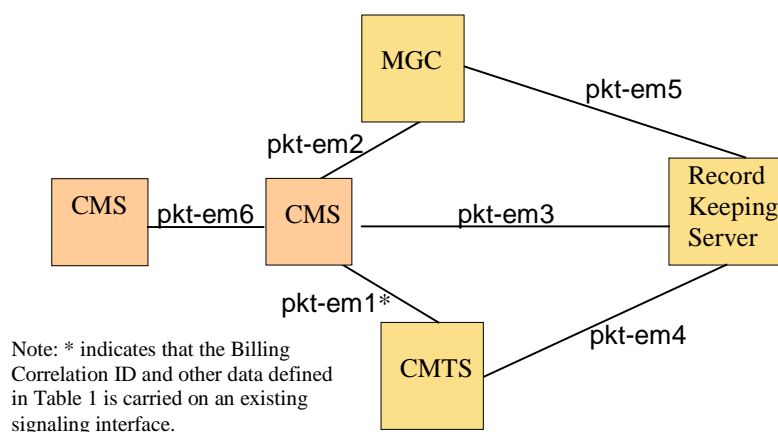 MGC
pkt-em5
pkt-em2
Record
Keeping
Server
CMS
pkt-em6
CMS
pkt-em3
pkt-em1*
pkt-em4
CMTS
Note: * indicates that the Billing
Correlation ID and other data defined
in Table 1 is carried on an existing
signaling interface.